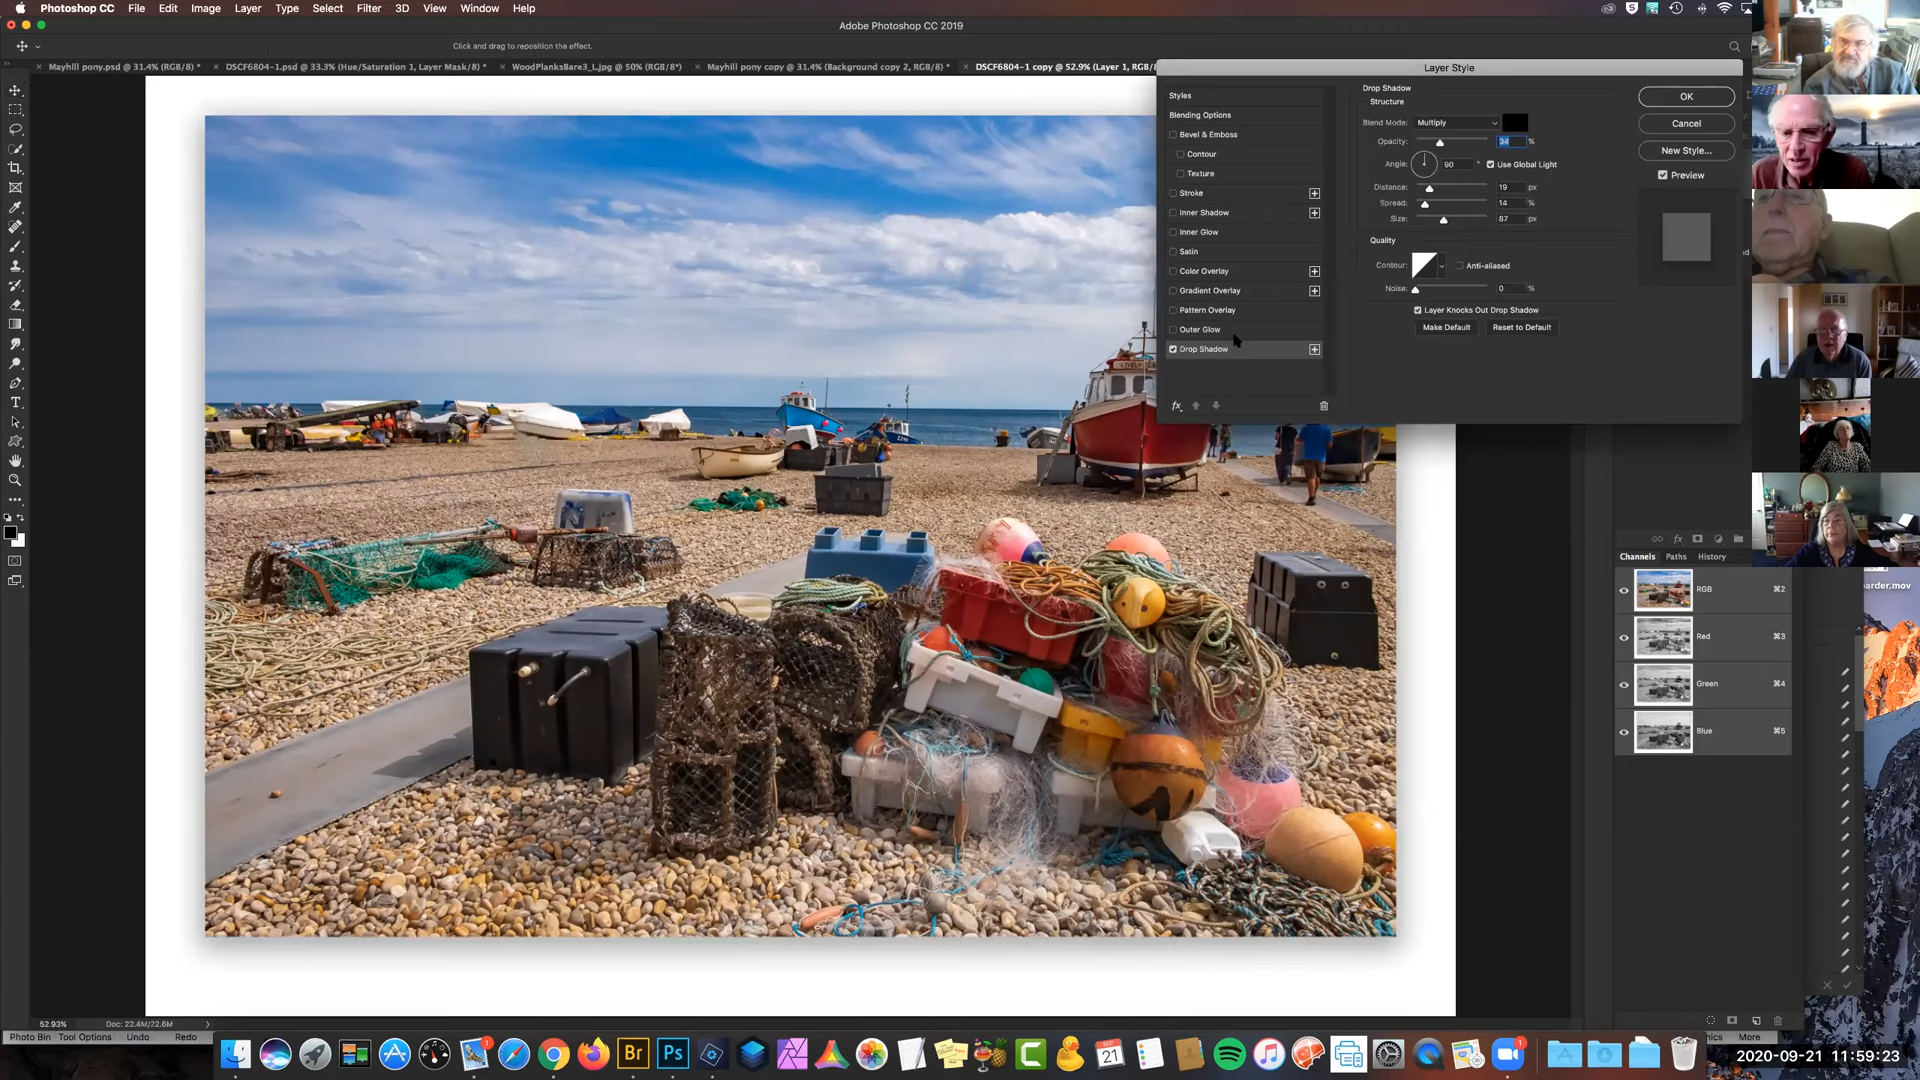 Photoshop CC File Edit Image Layer Type Select Filter 3D View Window Help
Adobe Photoshop CC 2019
Click and drag to reposition the effect.
Mayhill pony.psd @ 31.4% (RGB/8) *
DSCF6804-1.psd @ 33.3% (Hue/Saturation 1, Layer Mask/8) *
WoodPlanksBare3_L.jpg @ 50% (RGB/8*)
Mayhill pony copy @ 31.4% (Background copy 2, RGB/8) *
DSCF6804-1 copy @ 52.9% (Layer 1, RGB/8
Layer Style
Styles
Blending Options
Bevel & Emboss
Contour
Texture
Stroke
Inner Shadow
Inner Glow
Satin
Color Overlay
Gradient Overlay
Pattern Overlay
Outer Glow
Drop Shadow
fx
Drop Shadow
Structure
Blend Mode: Multiply
Opacity: 34 %
Angle: 90 ° Use Global Light
Distance: 19 px
Spread: 14 %
Size: 87 px
Quality
Contour: Anti-aliased
Noise: 0 %
Layer Knocks Out Drop Shadow
Make Default Reset to Default
OK
Cancel
New Style...
Preview
Channels Paths History
RGB ⌘2
Red ⌘3
Green ⌘4
Blue ⌘5
arder.mov
52.93% Doc: 22.4M/22.6M
Photo Bin Tool Options Undo Redo
More
Br Ps
SEP
21
2020-09-21 11:59:23